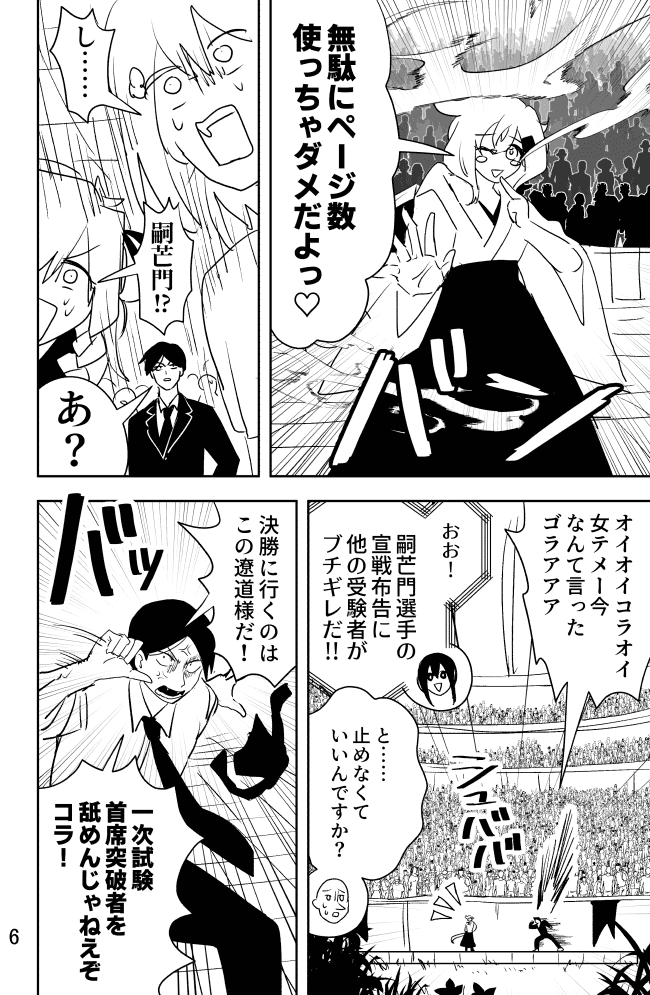 無駄にページ数
使っちゃダメだよっ♡
バッ
し……
嗣芒門!?
あ？
オイオイコラオイ
女テメー今
なんて言った
ゴラアアア
シュババババ
おお！
嗣芒門選手の
宣戦布告に
他の受験者が
ブチギレだ!!
と……
止めなくて
いいんですか？
決勝に行くのは
この遼道様だ！
バッ
一次試験
首席突破者を
舐めんじゃねえぞ
コラ！
6